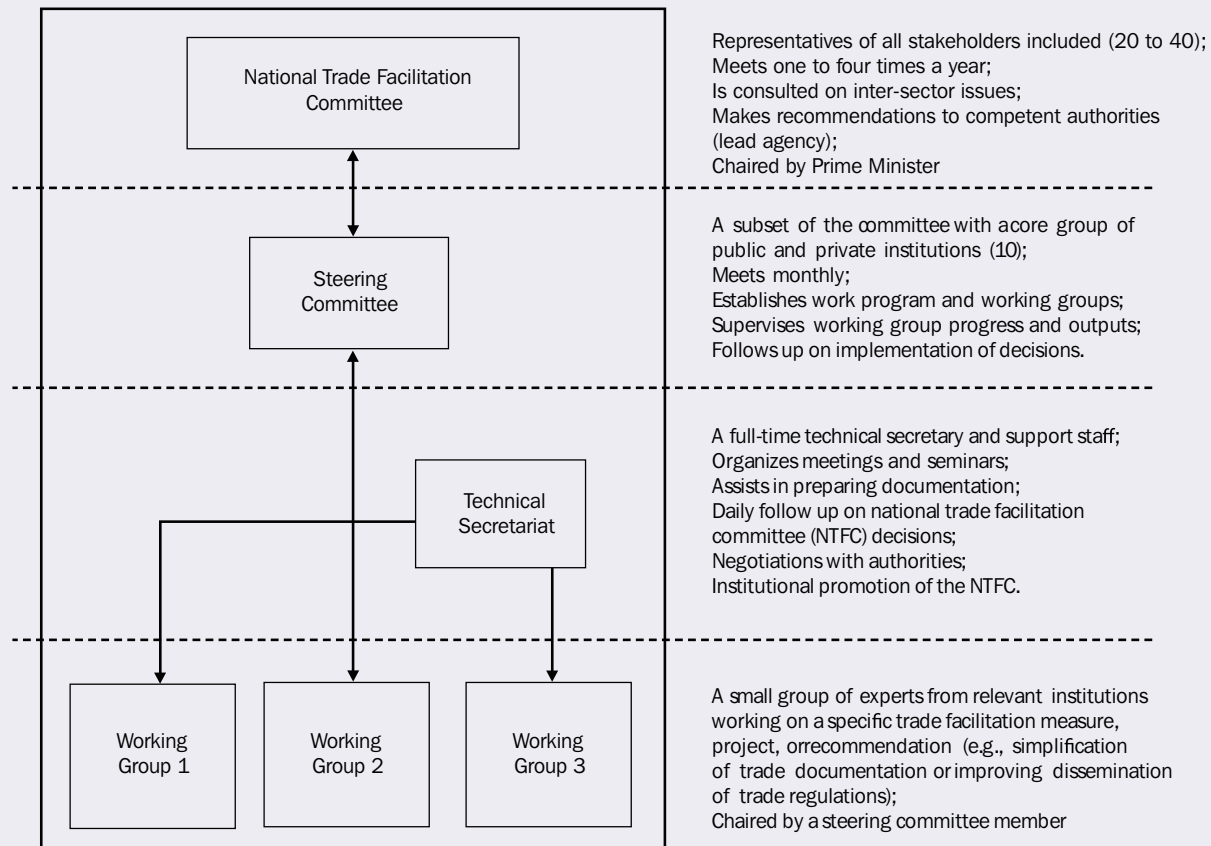 National Trade Facilitation
Committee
Representatives of all stakeholders included (20 to 40);
Meets one to four times a year;
Is consulted on inter-sector issues;
Makes recommendations to competent authorities
(lead agency);
Chaired by Prime Minister
Steering
Committee
A subset of the committee with acore group of
public and private institutions (10);
Meets monthly;
Establishes work program and working groups;
Supervises working group progress and outputs;
Follows up on implementation of decisions.
Technical
Secretariat
A full-time technical secretary and support staff;
Organizes meetings and seminars;
Assists in preparing documentation;
Daily follow up on national trade facilitation
committee (NTFC) decisions;
Negotiations with authorities;
Institutional promotion of the NTFC.
Working
Group 1
Working
Group 2
Working
Group 3
A small group of experts from relevant institutions
working on a specific trade facilitation measure,
project, orrecommendation (e.g., simplification
of trade documentation or improving dissemination
of trade regulations);
Chaired by a steering committee member